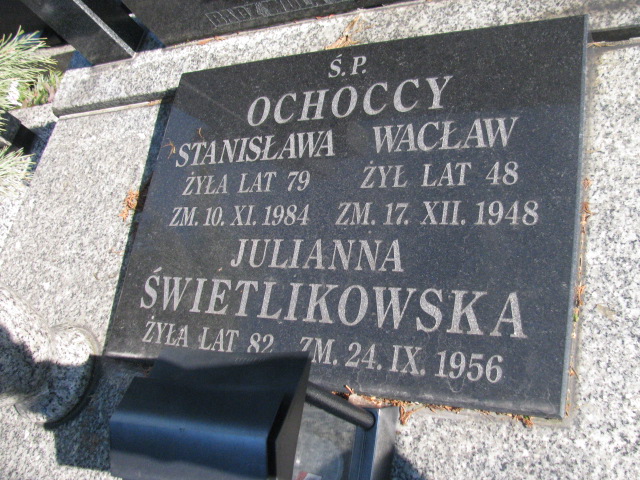 Ś.P.
OCHOCCY
STANISŁAWA WACŁAW
ŻYŁA LAT 79 ŻYŁ LAT 48
ZM. 10. XI. 1984 ZM. 17. XII. 1948
JULIANNA
ŚWIETLIKOWSKA
ŻYŁA LAT 82 ZM. 24. IX. 1956